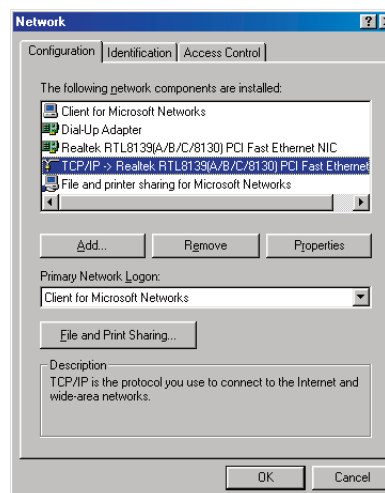 Network
Configuration Identification Access Control
The following network components are installed:
Client for Microsoft Networks
Dial-Up Adapter
Realtek RTL8139(A/B/C/8130) PCI Fast Ethernet NIC
TCP/IP -> Realtek RTL8139(A/B/C/8130) PCI Fast Ethernet
File and printer sharing for Microsoft Networks
Add... Remove Properties
Primary Network Logon:
Client for Microsoft Networks
File and Print Sharing...
Description
TCP/IP is the protocol you use to connect to the Internet and
wide-area networks.
OK Cancel